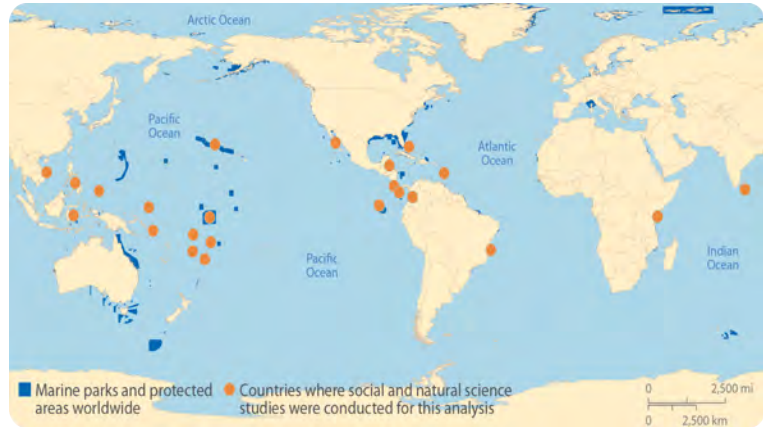 Arctic Ocean
Pacific
Ocean
Atlantic
Ocean
Pacific
Ocean
Indian
Ocean
Marine parks and protected
areas worldwide
Countries where social and natural science
studies were conducted for this analysis
0 2,500 mi
0 2,500 km